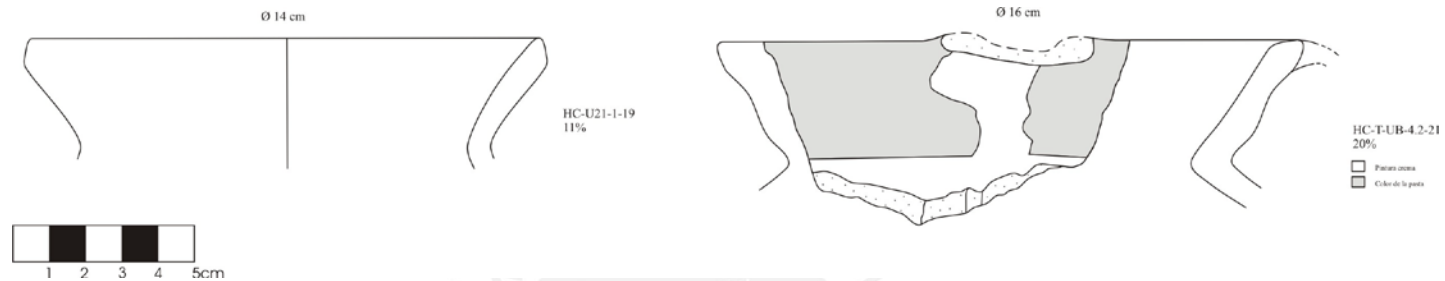 Ø 14 cm
HC-U21-1-19
11%
Ø 16 cm
HC-T-UB-4.2-21
20%
Pintura crema
Color de la pasta
1 2 3 4 5cm